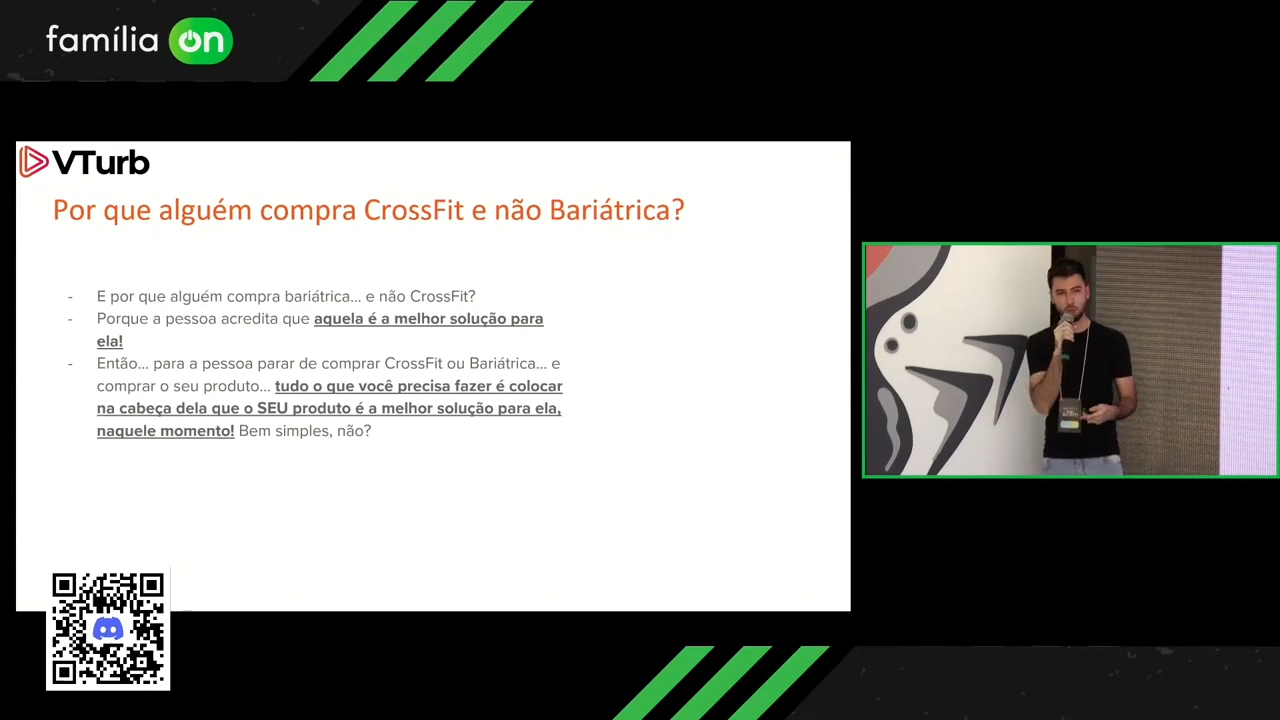 família on
VTurb
Por que alguém compra CrossFit e não Bariátrica?
- E por que alguém compra bariátrica... e não CrossFit?
- Porque a pessoa acredita que aquela é a melhor solução para
ela!
- Então... para a pessoa parar de comprar CrossFit ou Bariátrica... e
comprar o seu produto... tudo o que você precisa fazer é colocar
na cabeça dela que o SEU produto é a melhor solução para ela,
naquele momento! Bem simples, não?